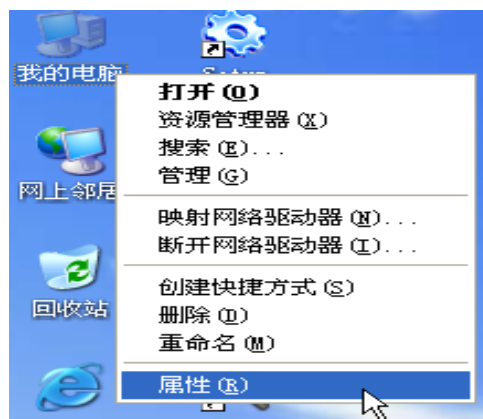 我的电脑
打开(O)
资源管理器(X)
搜索(E)...
管理(G)
网上邻居
映射网络驱动器(N)...
断开网络驱动器(I)...
创建快捷方式(S)
回收站
删除(D)
重命名(M)
属性(R)